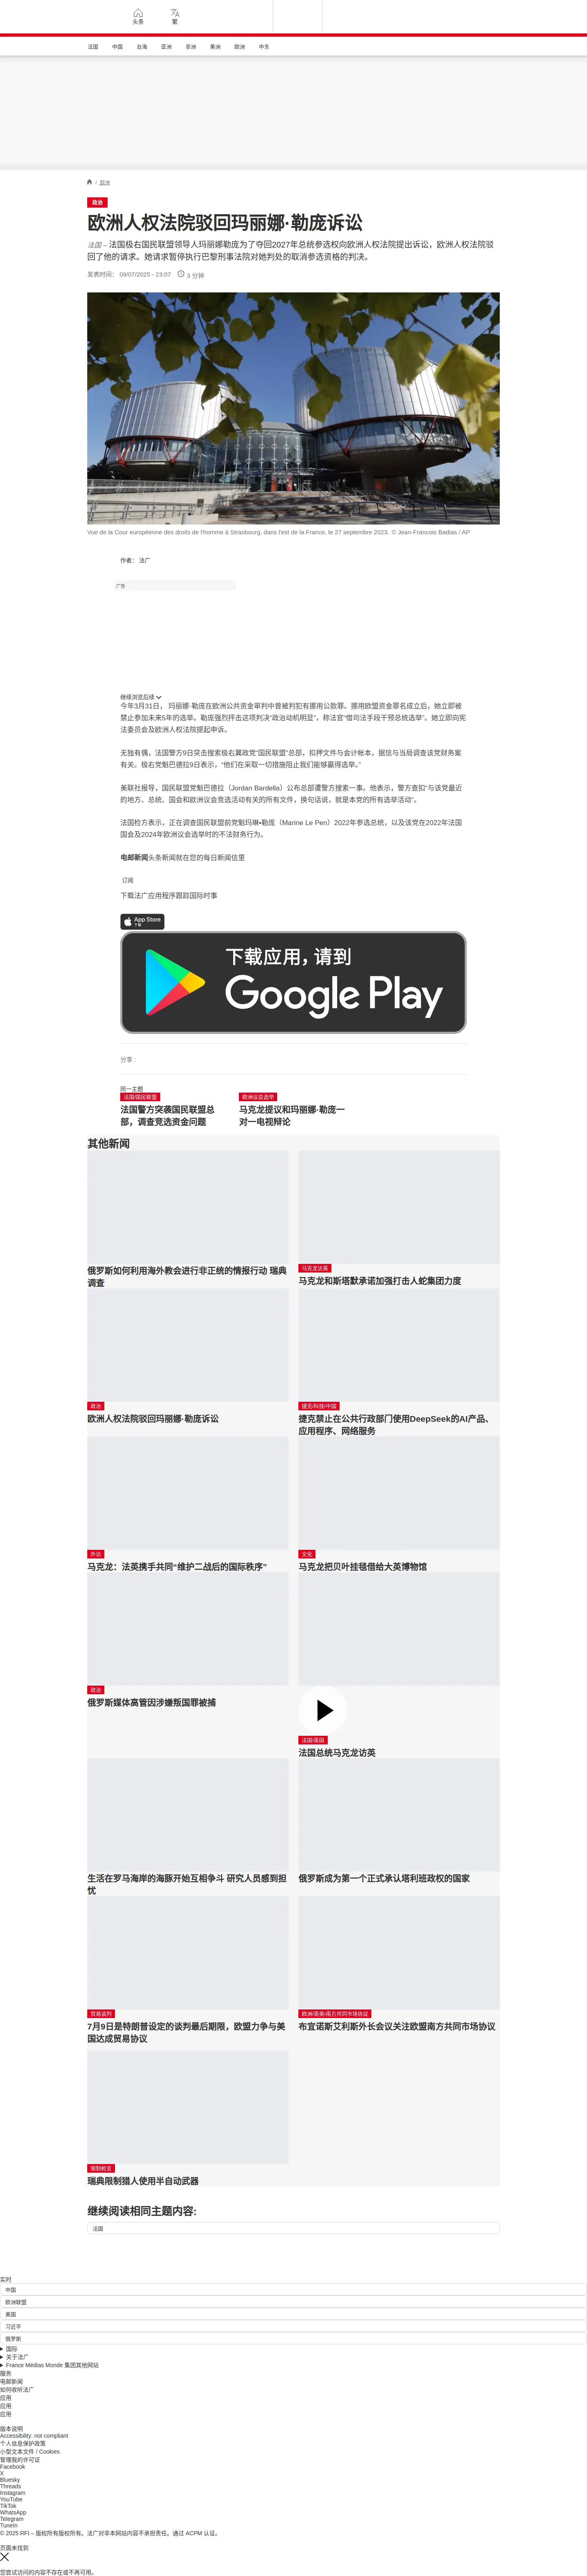 头条
繁
法国
中国
台海
亚洲
非洲
美洲
欧洲
中东
/ 欧洲
政治
欧洲人权法院驳回玛丽娜·勒庞诉讼
法国 – 法国极右国民联盟领导人玛丽娜勒庞为了夺回2027年总统参选权向欧洲人权法院提出诉讼，欧洲人权法院驳
回了他的请求。她请求暂停执行巴黎刑事法院对她判处的取消参选资格的判决。
发表时间： 09/07/2025 - 23:07
3 分钟
Vue de la Cour européenne des droits de l'homme à Strasbourg, dans l'est de la France, le 27 septembre 2023. © Jean-Francois Badias / AP
作者： 法广
广告
继续浏览后续
今年3月31日， 玛丽娜·勒庞在欧洲公共资金审判中曾被判犯有挪用公款罪。挪用欧盟资金罪名成立后，她立即被
禁止参加未来5年的选举。勒庞强烈抨击这项判决“政治动机明显”，称法官“借司法手段干预总统选举”。她立即向宪
法委员会及欧洲人权法院提起申诉。
无独有偶，法国警方9日突击搜索极右翼政党“国民联盟”总部，扣押文件与会计帐本，据信与当局调查该党财务案
有关。极右党魁巴德拉9日表示，“他们在采取一切措施阻止我们能够赢得选举。”
美联社报导，国民联盟党魁巴德拉（Jordan Bardella）公布总部遭警方搜索一事。他表示，警方查扣“与该党最近
的地方、总统、国会和欧洲议会竞选活动有关的所有文件，换句话说，就是本党的所有选举活动”。
法国检方表示，正在调查国民联盟前党魁玛琳•勒庞（Marine Le Pen）2022年参选总统，以及该党在2022年法国
国会及2024年欧洲议会选举时的不法财务行为。
电邮新闻头条新闻就在您的每日新闻信里
订阅
下载法广应用程序跟踪国际时事
App Store
下载
下载应用，请到
Google Play
分享 :
同一主题
法国/国民联盟
法国警方突袭国民联盟总
部，调查竞选资金问题
欧洲议会选举
马克龙提议和玛丽娜·勒庞一
对一电视辩论
其他新闻
俄罗斯如何利用海外教会进行非正统的情报行动 瑞典
调查
马克龙访英
马克龙和斯塔默承诺加强打击人蛇集团力度
政治
欧洲人权法院驳回玛丽娜·勒庞诉讼
捷克/科技/中国
捷克禁止在公共行政部门使用DeepSeek的AI产品、
应用程序、网络服务
外访
马克龙：法英携手共同“维护二战后的国际秩序”
文化
马克龙把贝叶挂毯借给大英博物馆
政治
俄罗斯媒体高管因涉嫌叛国罪被捕
法国/英国
法国总统马克龙访英
生活在罗马海岸的海豚开始互相争斗 研究人员感到担
忧
俄罗斯成为第一个正式承认塔利班政权的国家
贸易谈判
7月9日是特朗普设定的谈判最后期限，欧盟力争与美
国达成贸易协议
欧洲/南美/南方共同市场协议
布宜诺斯艾利斯外长会议关注欧盟南方共同市场协议
限制枪支
瑞典限制猎人使用半自动武器
继续阅读相同主题内容:
法国
实时
中国
欧洲联盟
美国
习近平
俄罗斯
国际
关于法广
France Médias Monde 集团其他网站
服务
电邮新闻
如何收听法广
应用
应用
应用
版本说明
Accessibility: not compliant
个人信息保护政策
小型文本文件 / Cookies
管理我的许可证
Facebook
X
Bluesky
Threads
Instagram
YouTube
TikTok
WhatsApp
Telegram
TuneIn
© 2025 RFI – 版权所有版权所有。法广对非本网站内容不承担责任。通过 ACPM 认证。
页面未找到
您尝试访问的内容不存在或不再可用。